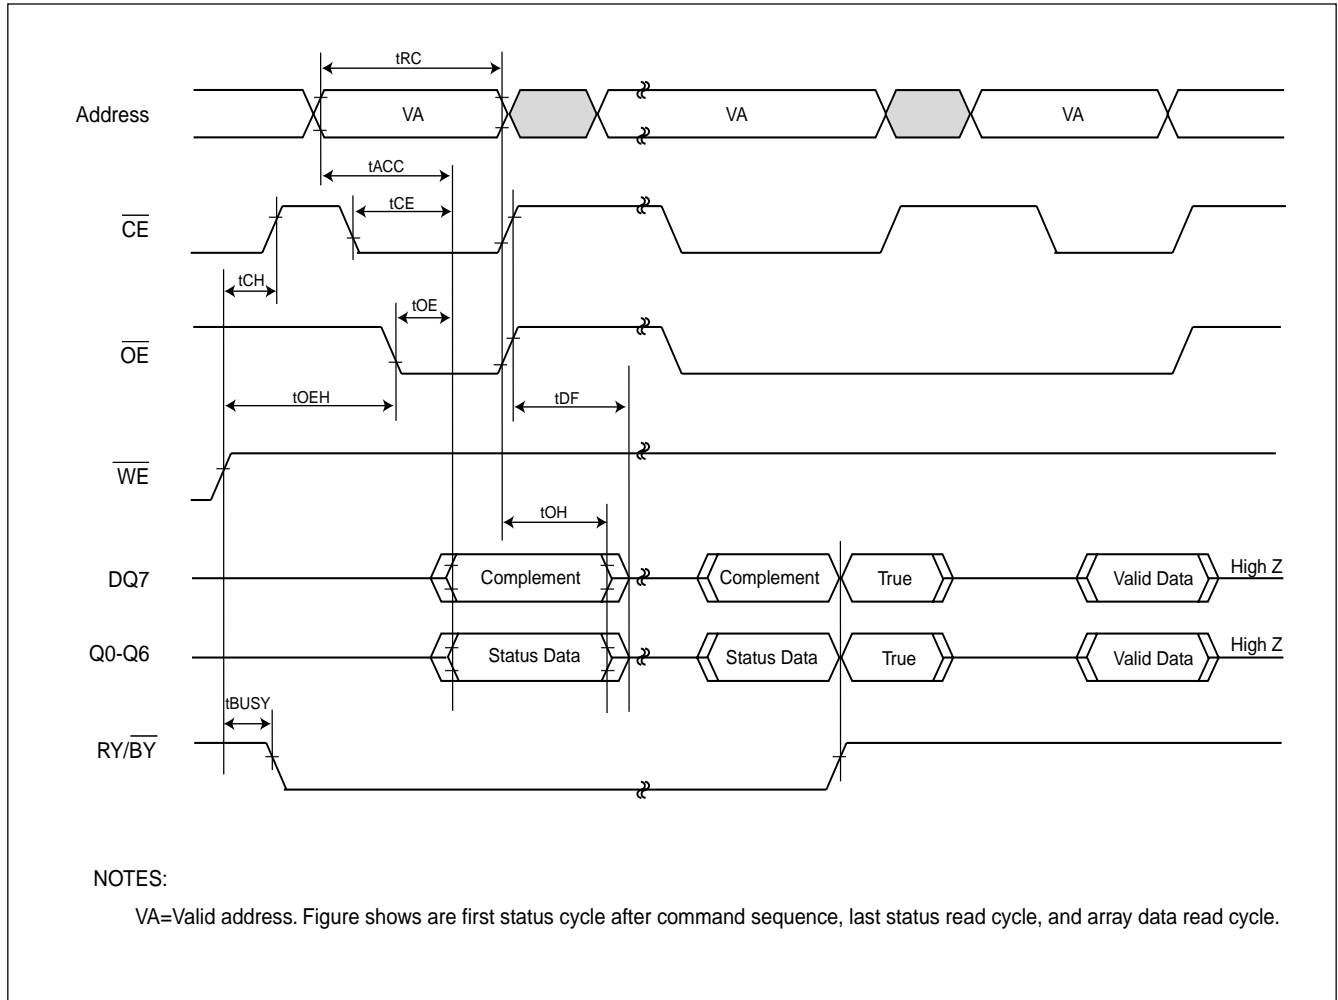 tRC
Address VA VA VA
tACC
tCE
CE
tCH
tOE
OE
tOEH
tDF
WE
tOH
DQ7 Complement Complement True Valid Data High Z
Q0-Q6 Status Data Status Data True Valid Data High Z
tBUSY
RY/BY
NOTES:
VA=Valid address. Figure shows are first status cycle after command sequence, last status read cycle, and array data read cycle.